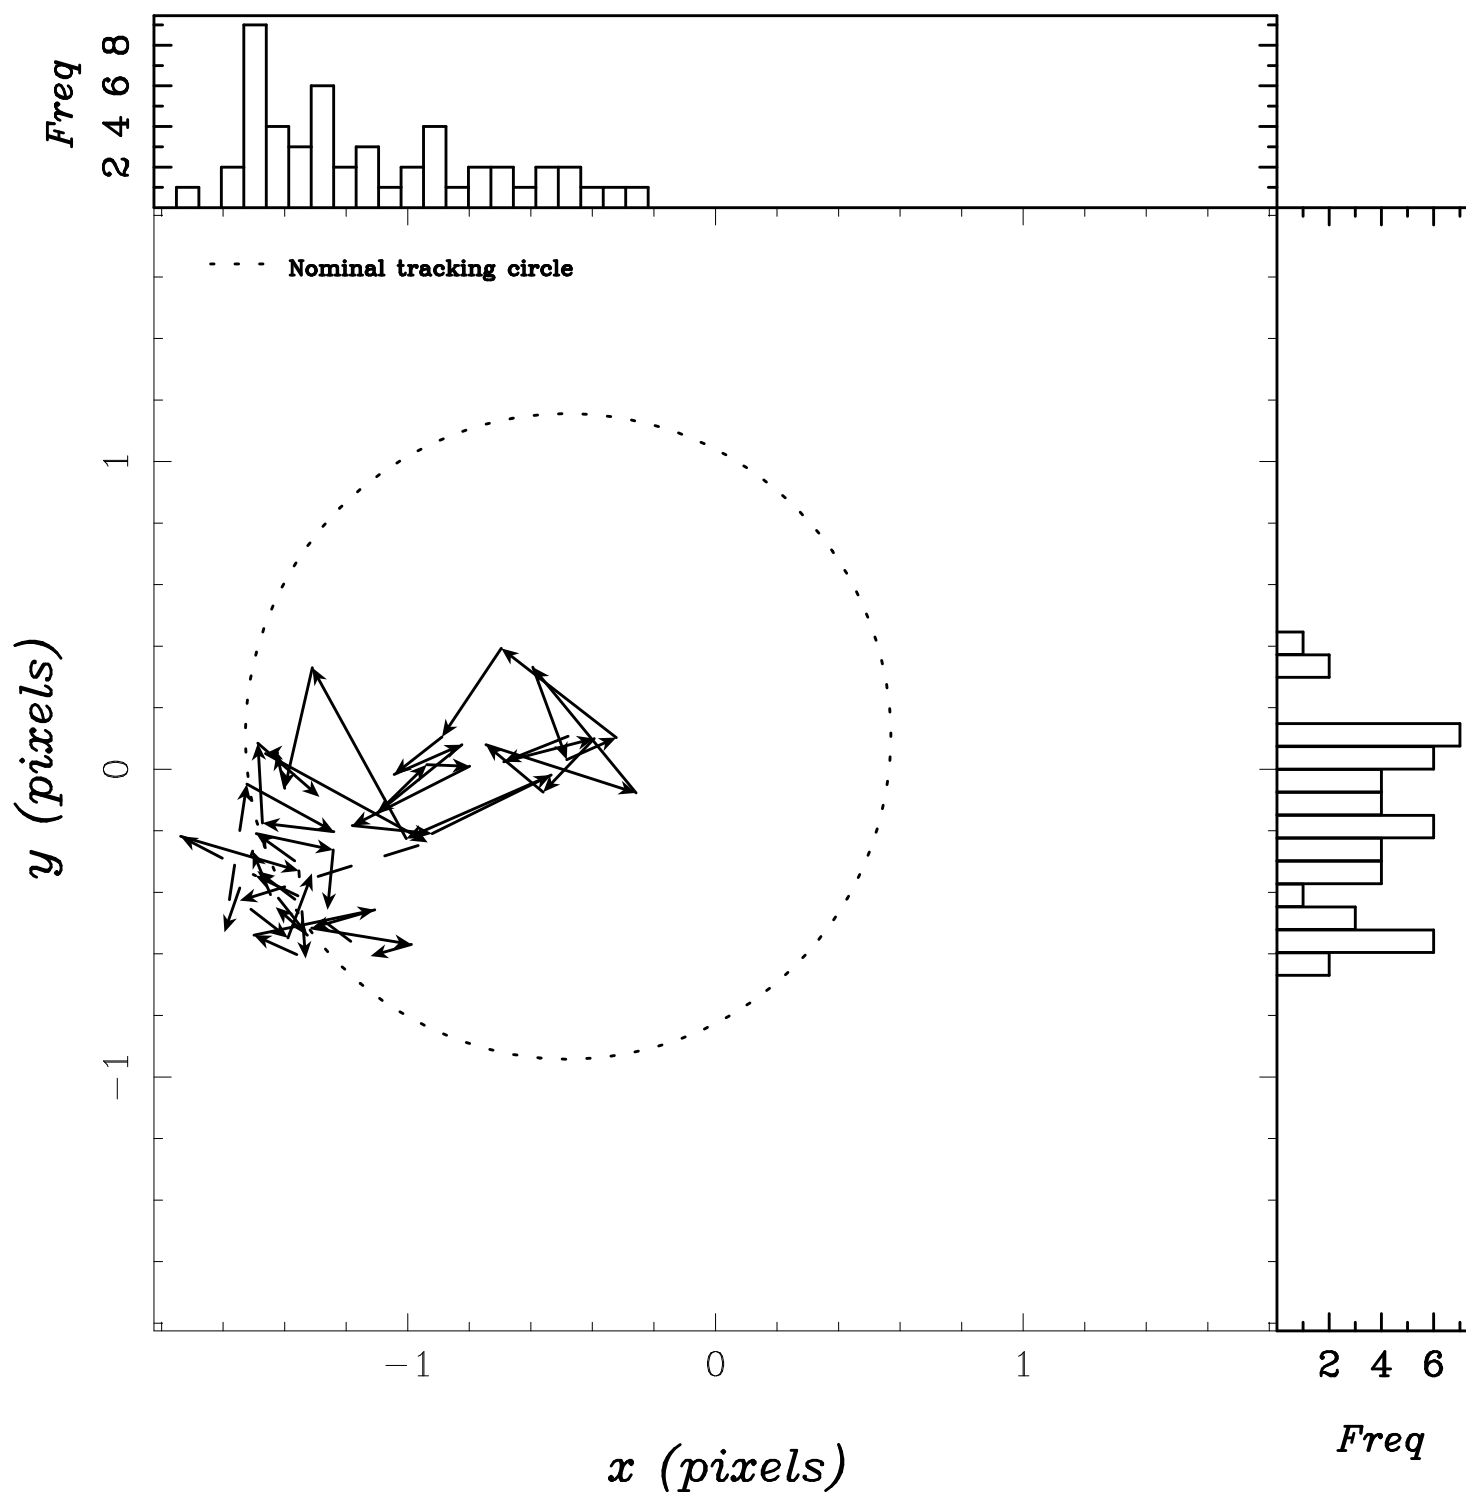 Freq
2 4 6 8
Nominal tracking circle
y (pixels)
1
0
−1
−1 0 1
2 4 6
x (pixels)
Freq